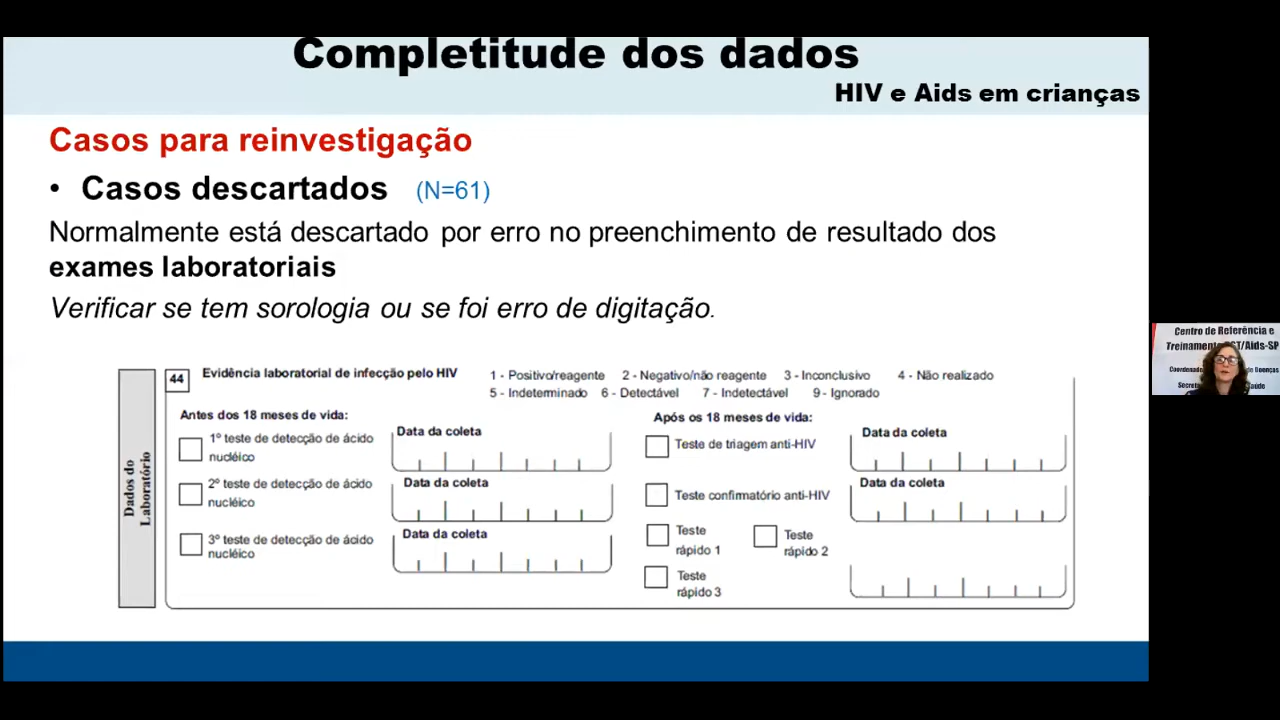 Completitude dos dados
HIV e Aids em crianças
Casos para reinvestigação
• Casos descartados (N=61)
Normalmente está descartado por erro no preenchimento de resultado dos
exames laboratoriais
Verificar se tem sorologia ou se foi erro de digitação.
Dados do
Laboratório
44 Evidência laboratorial de infecção pelo HIV
1 - Positivo/reagente 2 - Negativo/não reagente 3 - Inconclusivo 4 - Não realizado
5 - Indeterminado 6 - Detectável 7 - Indetectável 9 - Ignorado
Antes dos 18 meses de vida:
1º teste de detecção de ácido
nucléico
Data da coleta
2º teste de detecção de ácido
nucléico
Data da coleta
3º teste de detecção de ácido
nucléico
Data da coleta
Após os 18 meses de vida:
Teste de triagem anti-HIV
Data da coleta
Teste confirmatório anti-HIV
Data da coleta
Teste
rápido 1
Teste
rápido 2
Teste
rápido 3
Centro de Referência e
Treinamento DST/Aids-SP